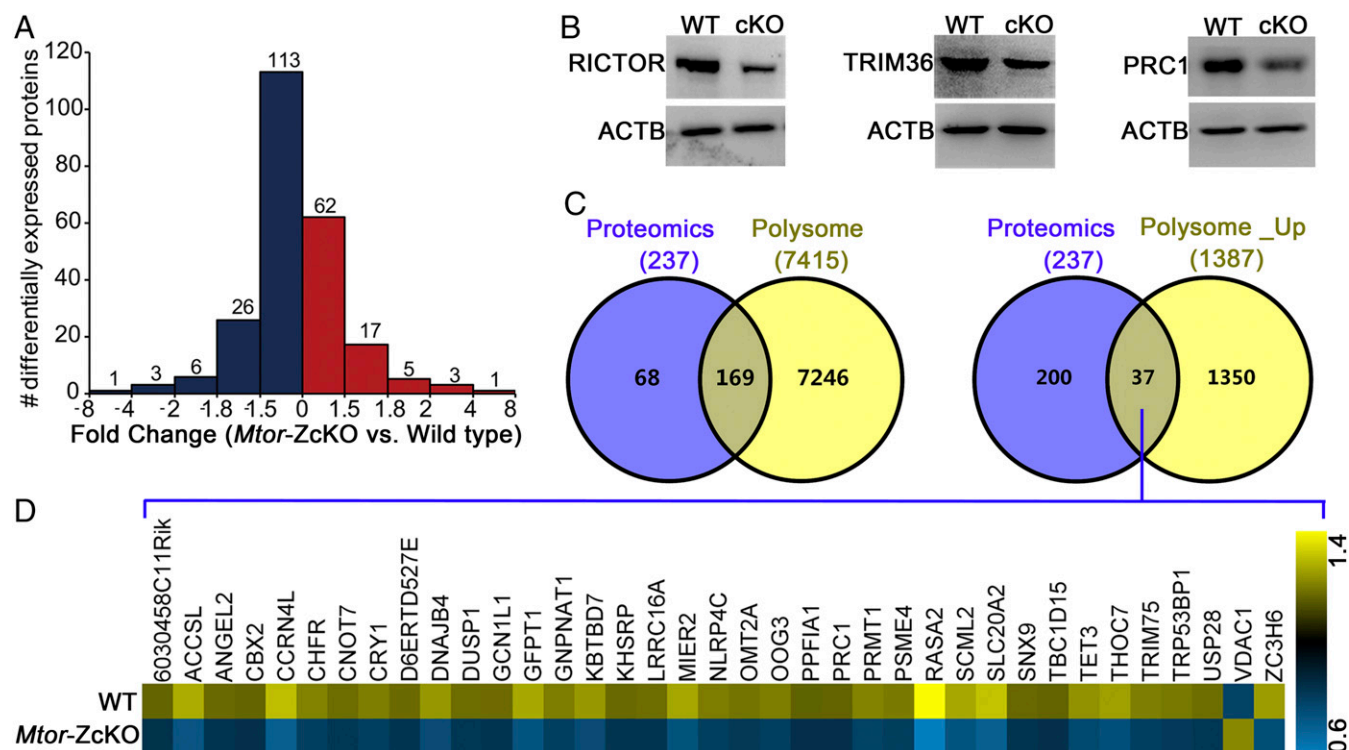 A
# differentially expressed proteins
120
100
80
60
40
20
0
1
3
6
26
113
62
17
5
3
1
-8 -4 -2 -1.8 -1.5 0 1.5 1.8 2 4 8
Fold Change (Mtor-ZcKO vs. Wild type)
B
WT cKO
RICTOR
ACTB
WT cKO
TRIM36
ACTB
WT cKO
PRC1
ACTB
C
Proteomics
(237)
Polysome
(7415)
68 169 7246
Proteomics
(237)
Polysome _Up
(1387)
200 37 1350
D
6030458C11Rik
ACCSL
ANGEL2
CBX2
CCRN4L
CHFR
CNOT7
CRY1
D6ERTD527E
DNAJB4
DUSP1
GCN1L1
GFPT1
GNPNAT1
KBTBD7
KHSRP
LRRC16A
MIER2
NLRP4C
OMT2A
OOG3
PPFIA1
PRC1
PRMT1
PSME4
RASA2
SCML2
SLC20A2
SNX9
TBC1D15
TET3
THOC7
TRIM75
TRP53BP1
USP28
VDAC1
ZC3H6
WT
Mtor-ZcKO
1.4
0.6